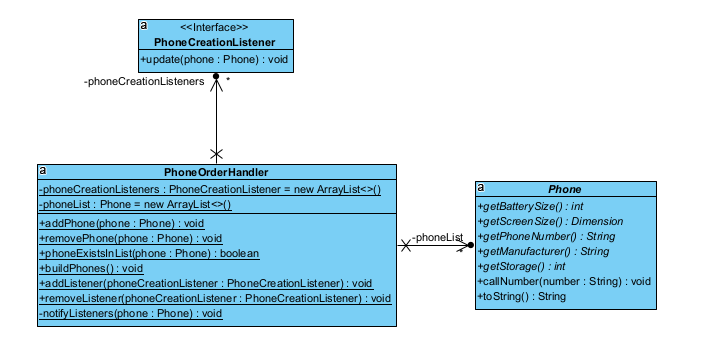 a
<<Interface>>
PhoneCreationListener
+update(phone : Phone) : void
-phoneCreationListeners
*
a
PhoneOrderHandler
-phoneCreationListeners : PhoneCreationListener = new ArrayList<>()
-phoneList : Phone = new ArrayList<>()
+addPhone(phone : Phone) : void
+removePhone(phone : Phone) : void
+phoneExistsInList(phone : Phone) : boolean
+buildPhones() : void
+addListener(phoneCreationListener : PhoneCreationListener) : void
+removeListener(phoneCreationListener : PhoneCreationListener) : void
-notifyListeners(phone : Phone) : void
-phoneList
*
a
Phone
+getBatterySize() : int
+getScreenSize() : Dimension
+getPhoneNumber() : String
+getManufacturer() : String
+getStorage() : int
+callNumber(number : String) : void
+toString() : String